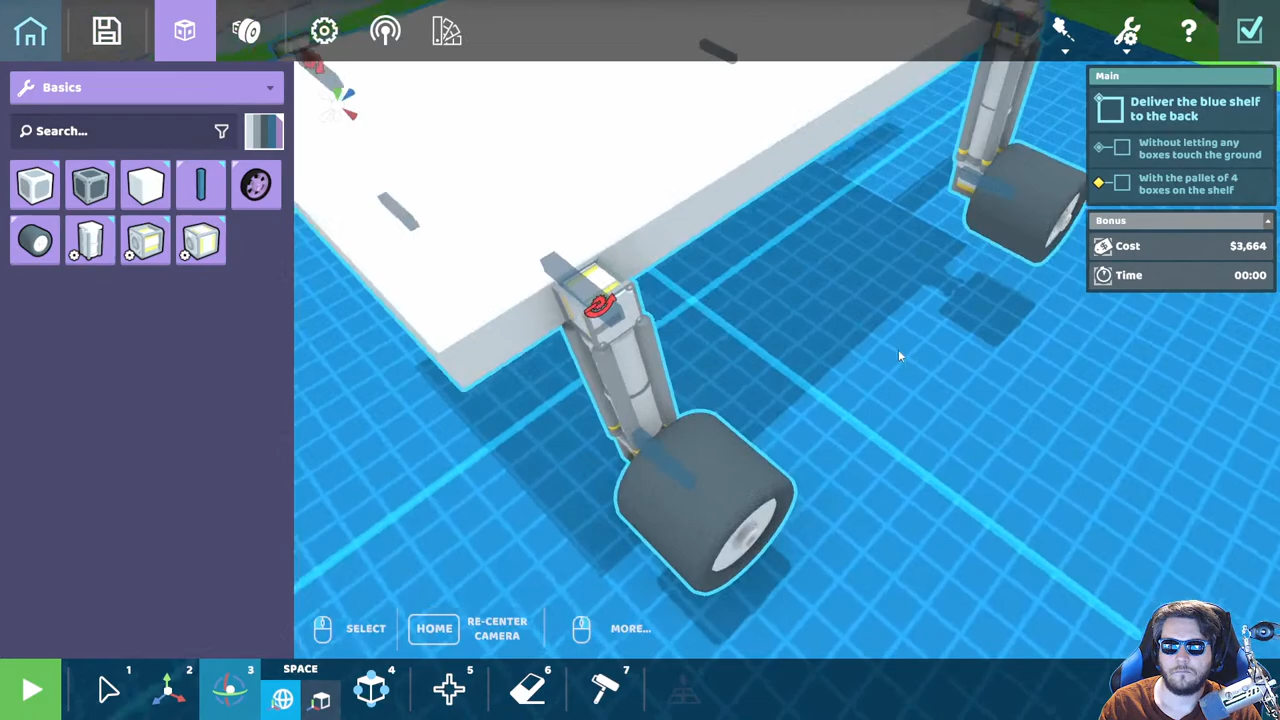 Basics
Search...
Main
Deliver the blue shelf
to the back
Without letting any
boxes touch the ground
With the pallet of 4
boxes on the shelf
Bonus
Cost $3,664
Time 00:00
SELECT
HOME
RE-CENTER
CAMERA
MORE...
1
2
3
SPACE
4
5
6
7